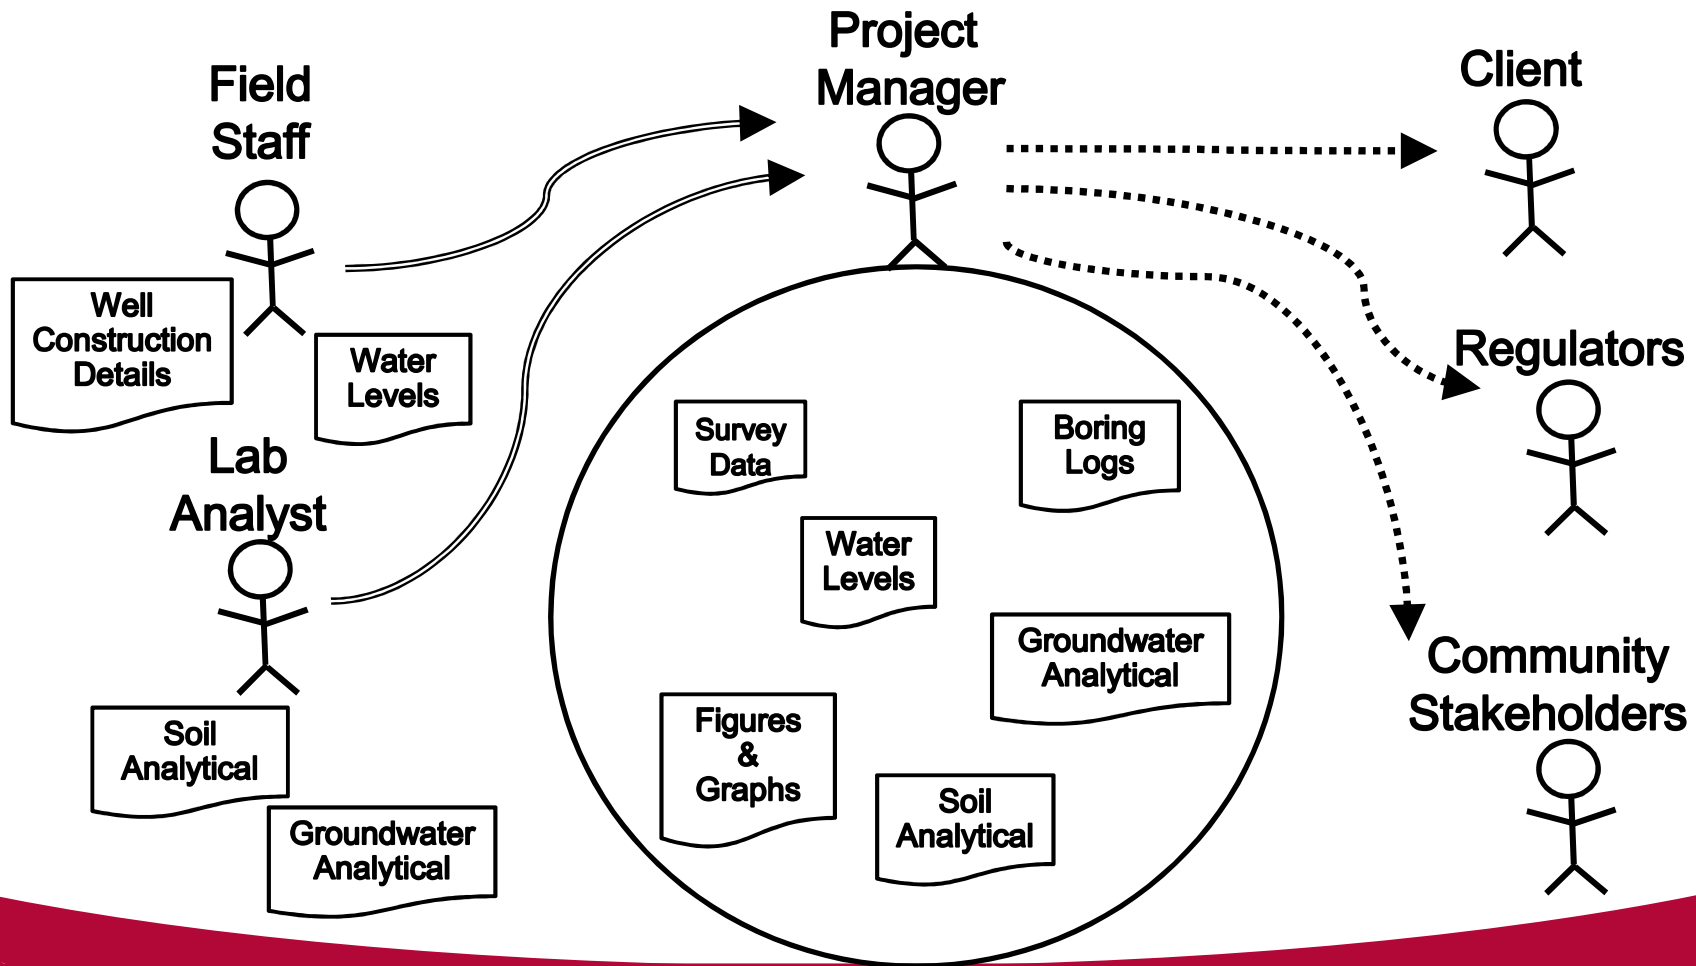 Project
Manager
Client
Field
Staff
Well
Construction
Details
Water
Levels
Regulators
Survey
Data
Boring
Logs
Lab
Analyst
Water
Levels
Groundwater
Analytical
Community
Stakeholders
Soil
Analytical
Figures
&
Graphs
Soil
Analytical
Groundwater
Analytical